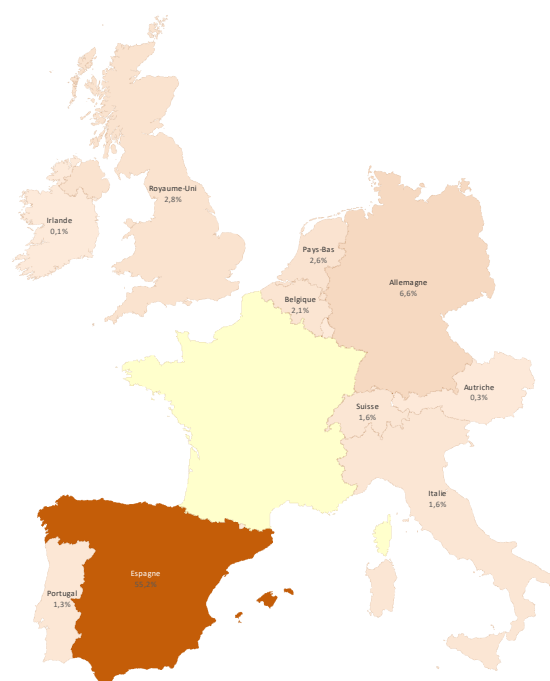 Royaume-Uni
2,8%
Irlande
0,1%
Pays-Bas
2,6%
Allemagne
6,6%
Belgique
2,1%
Autriche
0,3%
Suisse
1,6%
Italie
1,6%
Espagne
Portugal
1,3%